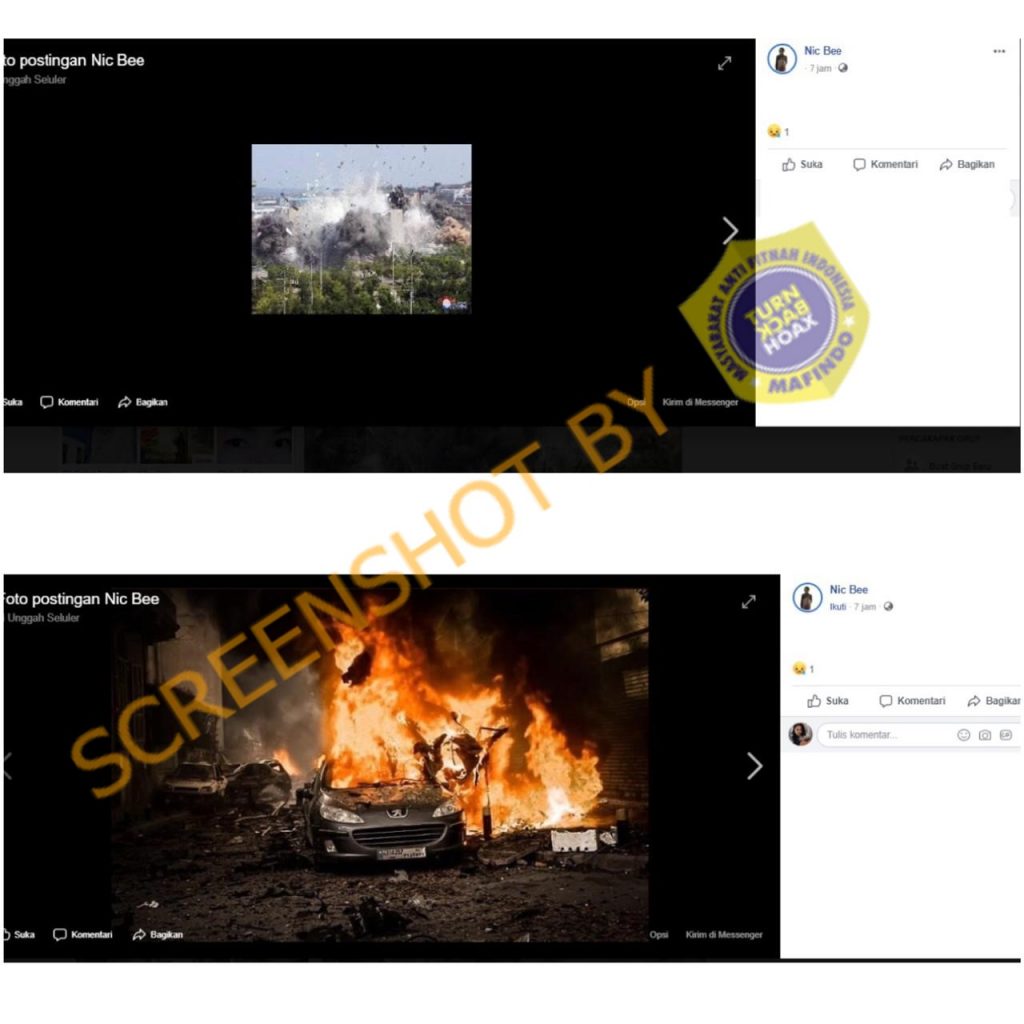 to postingan Nic Bee
nggah Seluler
Nic Bee
7 jam
1
Suka Komentari Bagikan
MASYARAKAT ANTI FITNAH INDONESIA
TURN
BACK
HOAX
MAFINDO
Suka Komentari Bagikan
Opsi Kirim di Messenger
SCREENSHOT BY
Foto postingan Nic Bee
Unggah Seluler
Nic Bee
Ikuti · 7 jam ·
1
Suka Komentari Bagikan
Tulis komentar...
GIF
Suka Komentari Bagikan
Opsi Kirim di Messenger